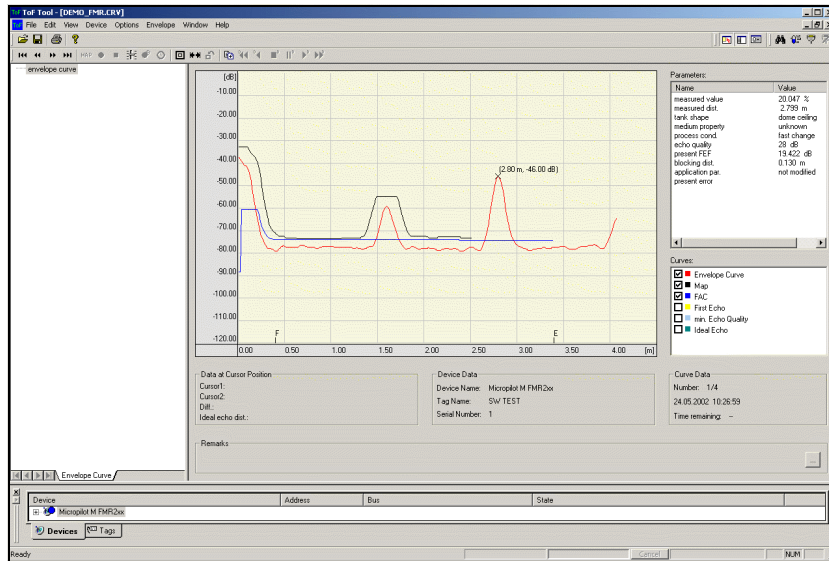 ToF Tool - [DEMO_FMR.CRV]
File Edit View Device Options Envelope Window Help
MAP
envelope curve
[dB]
-10.00
-20.00
-30.00
-40.00
-50.00
-60.00
-70.00
-80.00
-90.00
-100.00
-110.00
-120.00
(2.80 m, -46.00 dB)
F
E
0.00 0.50 1.00 1.50 2.00 2.50 3.00 3.50 4.00 [m]
Parameters:
Name Value
measured value 20.047 %
measured dist. 2.799 m
tank shape dome ceiling
medium property unknown
process cond. fast change
echo quality 28 dB
present FEF 19.422 dB
blocking dist. 0.130 m
application par. not modified
present error
Curves:
Envelope Curve
Map
FAC
First Echo
min. Echo Quality
Ideal Echo
Data at Cursor Position
Cursor1:
Cursor2:
Diff.:
Ideal echo dist.:
Device Data
Device Name: Micropilot M FMR2xx
Tag Name: SW TEST
Serial Number: 1
Curve Data
Number: 1/4
24.05.2002 10:26:59
Time remaining: --
Remarks
...
Envelope Curve
Device Address Bus State
Micropilot M FMR2xx
Devices Tags
Ready Cancel NUM